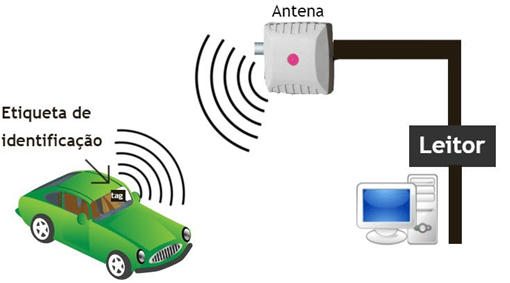 Antena
Etiqueta de
identificação
tag
Leitor